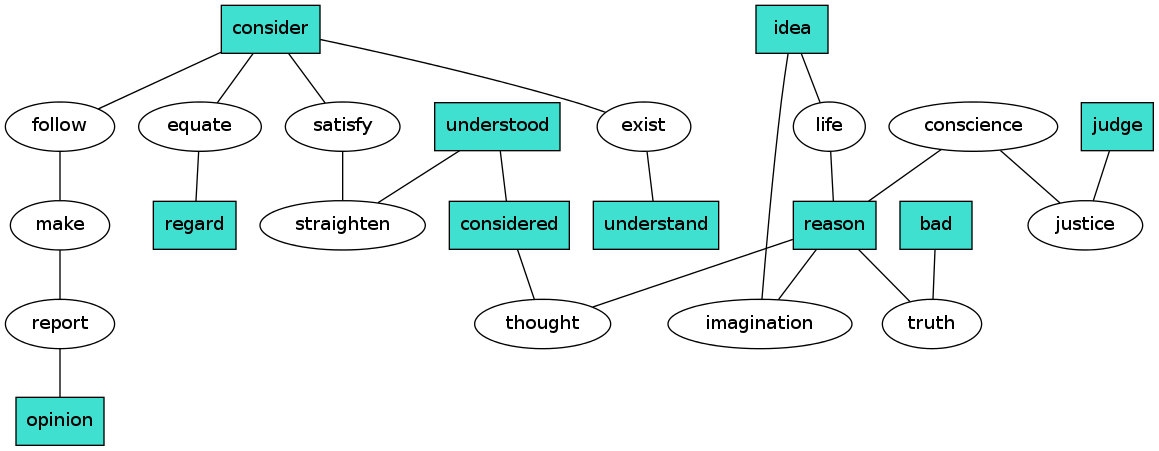 consider
idea
follow
equate
satisfy
understood
exist
life
conscience
judge
make
regard
straighten
considered
understand
reason
bad
justice
report
thought
imagination
truth
opinion